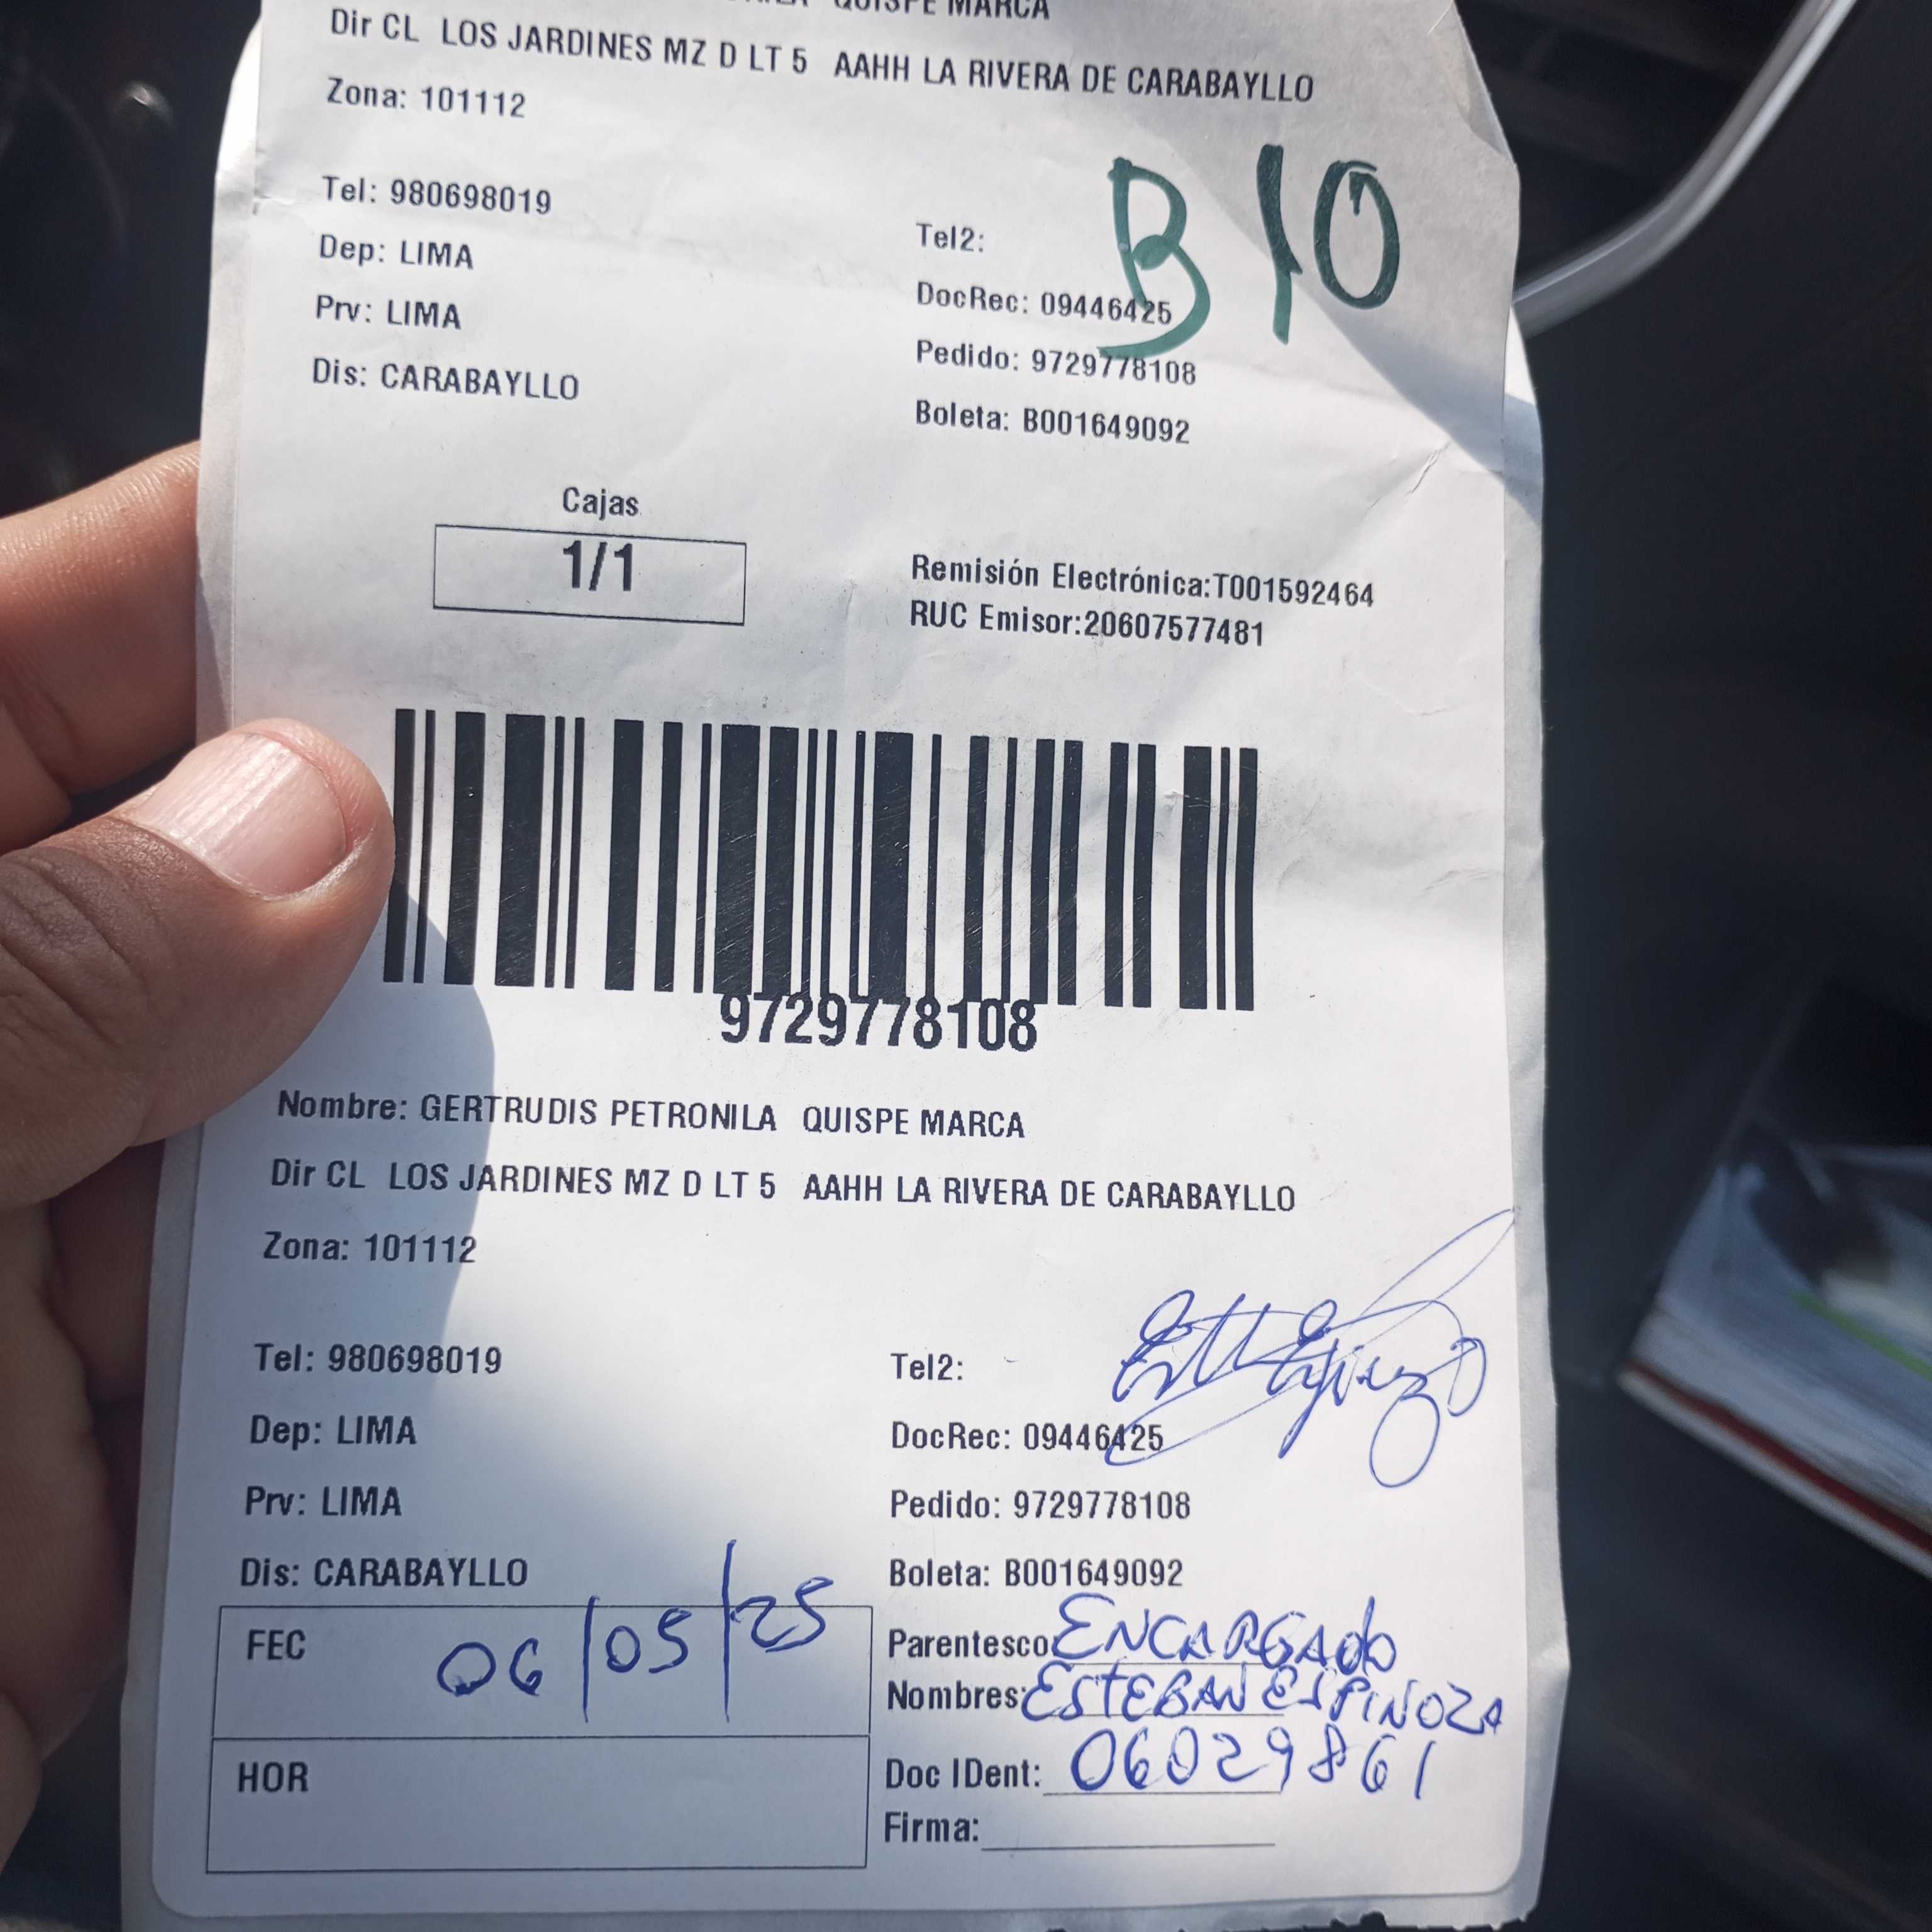 QUISPE MARCA
Dir CL LOS JARDINES MZ D LT 5 AAHH LA RIVERA DE CARABAYLLO
Zona: 101112
B 10
Tel: 980698019
Tel2:
Dep: LIMA
DocRec: 09446425
Prv: LIMA
Pedido: 9729778108
Dis: CARABAYLLO
Boleta: B001649092
Cajas
1/1
Remisión Electrónica:T001592464
RUC Emisor:20607577481
9729778108
Nombre: GERTRUDIS PETRONILA QUISPE MARCA
Dir CL LOS JARDINES MZ D LT 5 AAHH LA RIVERA DE CARABAYLLO
Zona: 101112
Tel: 980698019
Tel2:
Dep: LIMA
DocRec: 09446425
Prv: LIMA
Pedido: 9729778108
Dis: CARABAYLLO
Boleta: B001649092
FEC 06/05/25
Parentesco: ENCARGADO
Nombres: ESTEBAN ESPINOZA
HOR
Doc IDent: 06029861
Firma: